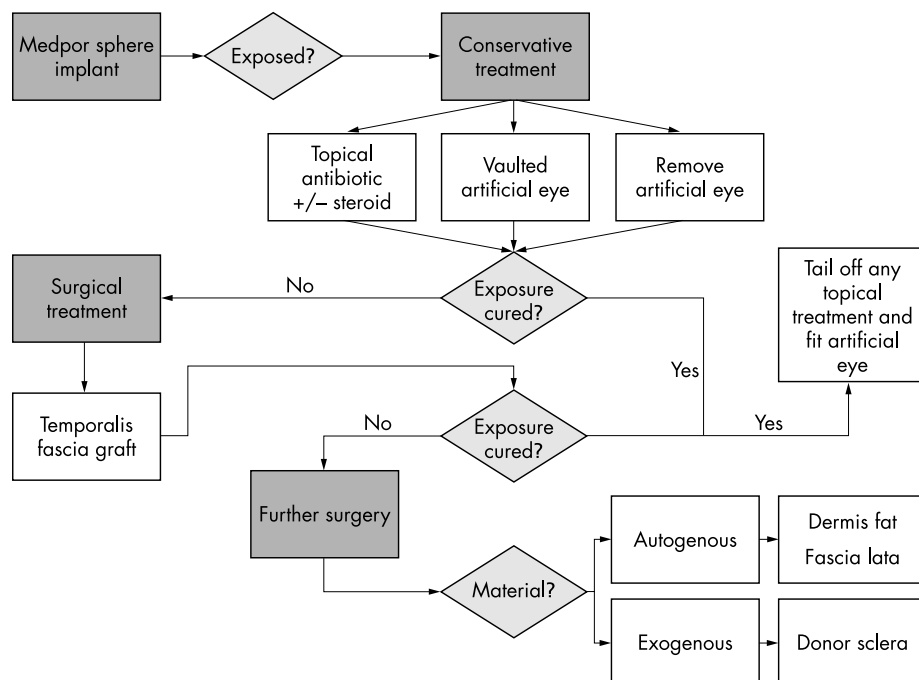 Medpor sphere
implant
Exposed?
Conservative
treatment
Topical
antibiotic
+/– steroid
Vaulted
artificial eye
Remove
artificial eye
Surgical
treatment
No
Exposure
cured?
Tail off any
topical
treatment and
fit artificial
eye
Yes
Temporalis
fascia graft
No
Exposure
cured?
Yes
Further surgery
Material?
Autogenous
Dermis fat
Fascia lata
Exogenous
Donor sclera